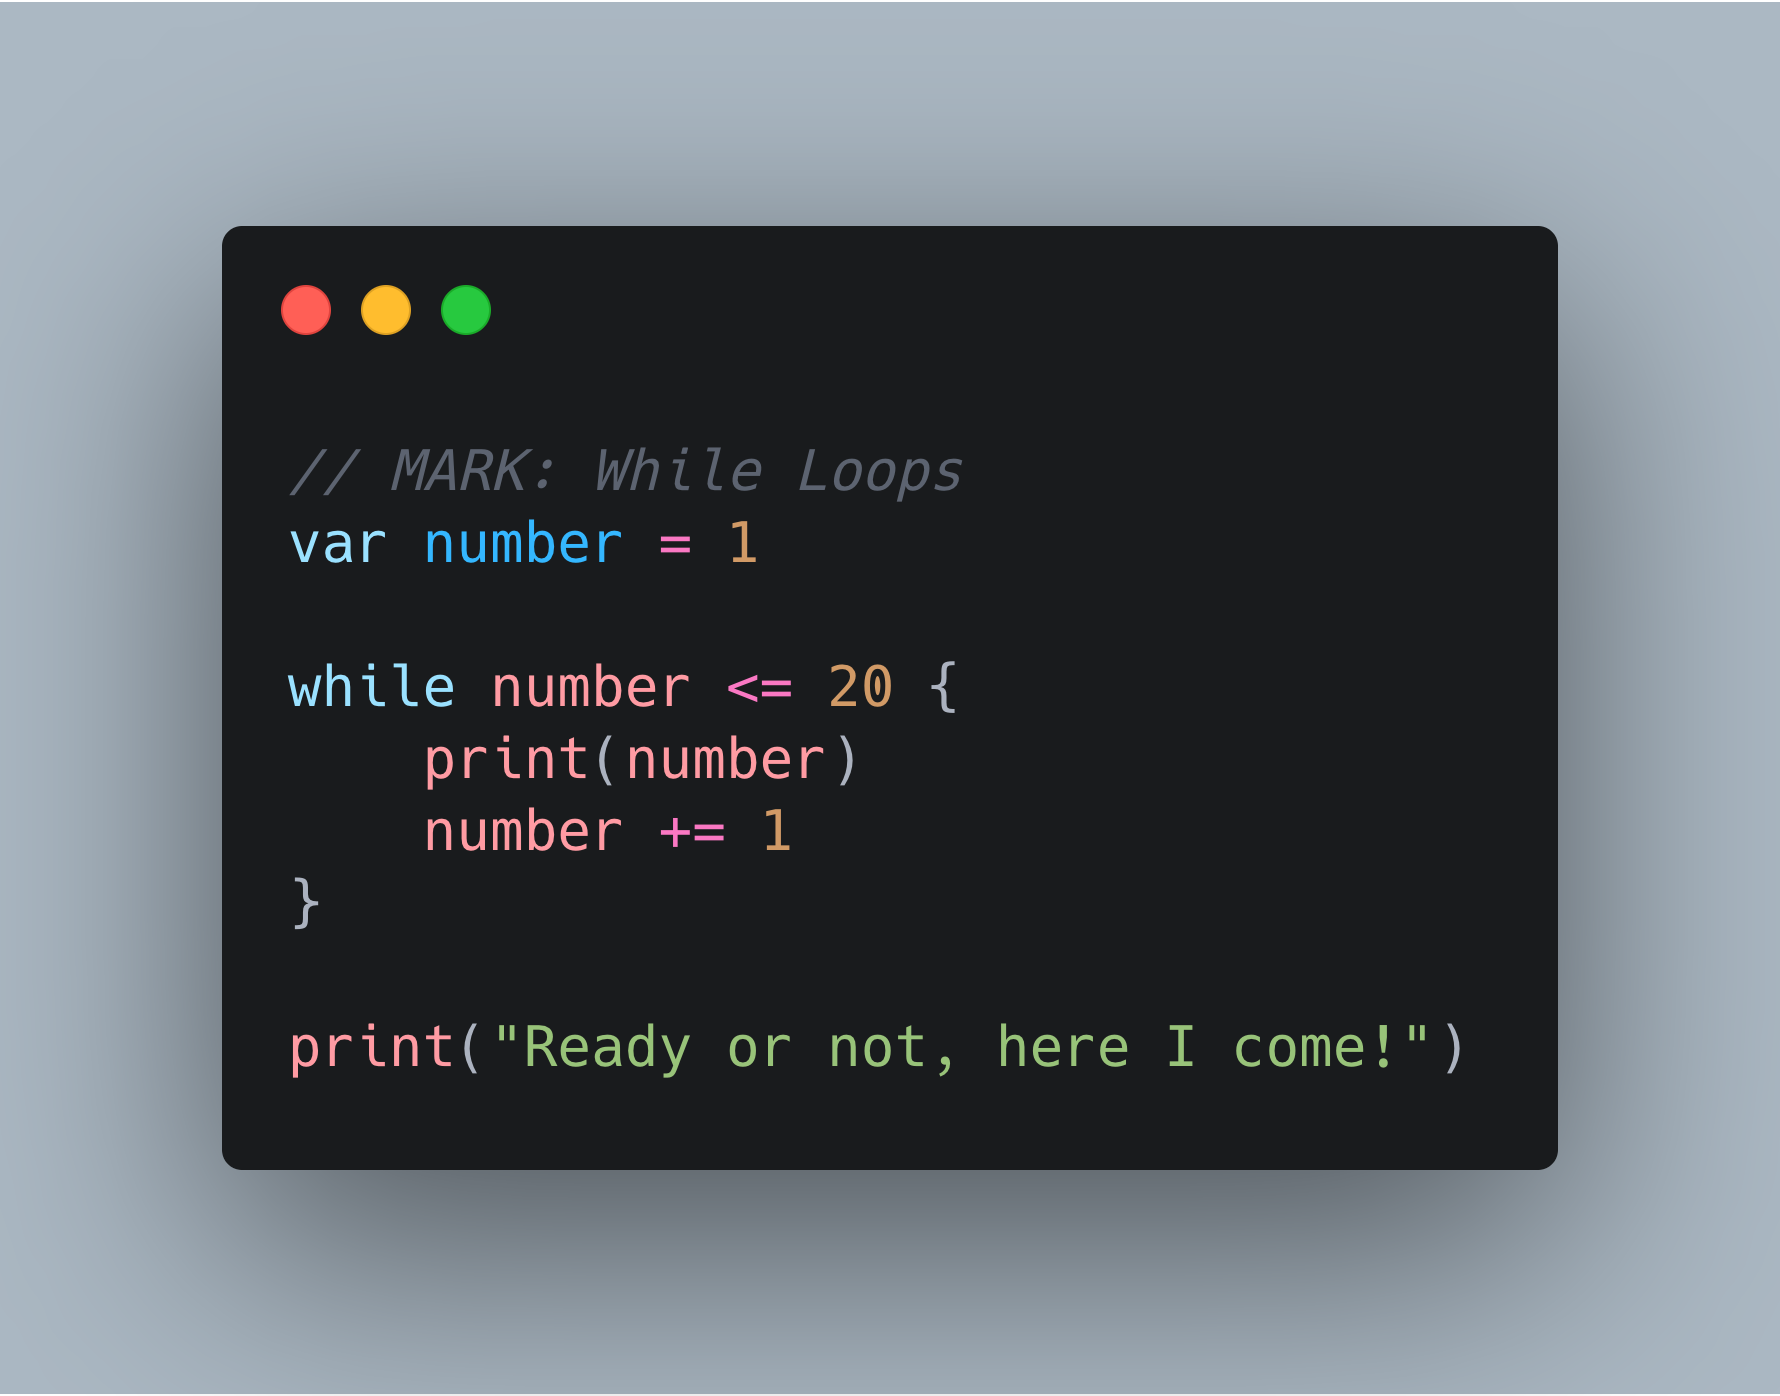 // MARK: While Loops
var number = 1
while number <= 20 {
    print(number)
    number += 1
}
print("Ready or not, here I come!")